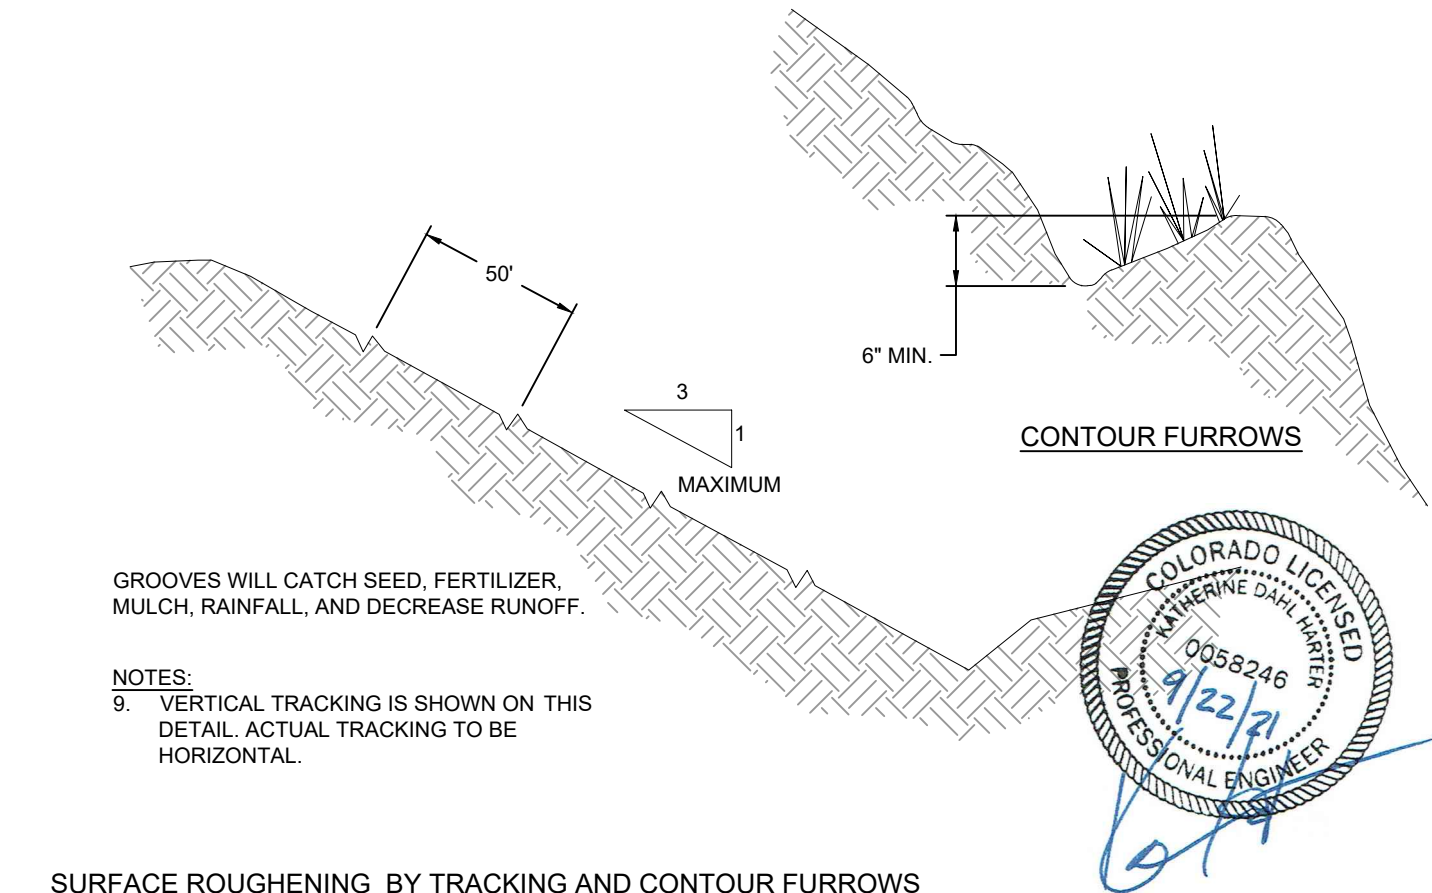 50'
6" MIN.
3
1
MAXIMUM
CONTOUR FURROWS
GROOVES WILL CATCH SEED, FERTILIZER,
MULCH, RAINFALL, AND DECREASE RUNOFF.
NOTES:
9. VERTICAL TRACKING IS SHOWN ON THIS
DETAIL. ACTUAL TRACKING TO BE
HORIZONTAL.
COLORADO LICENSED
KATHERINE DAHL HARTER
0058246
9/22/21
PROFESSIONAL ENGINEER
SURFACE ROUGHENING BY TRACKING AND CONTOUR FURROWS